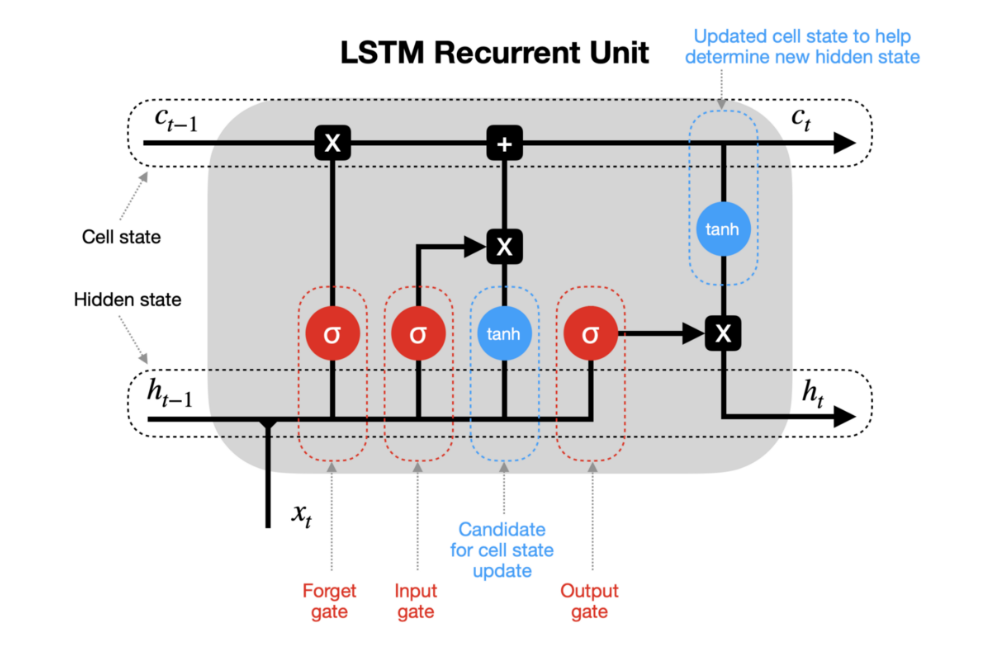 LSTM Recurrent Unit
Updated cell state to help
determine new hidden state
c_{t−1}
X
+
c_t
Cell state
tanh
X
Hidden state
σ
σ
tanh
σ
X
h_{t−1}
h_t
x_t
Candidate
for cell state
update
Forget
gate
Input
gate
Output
gate